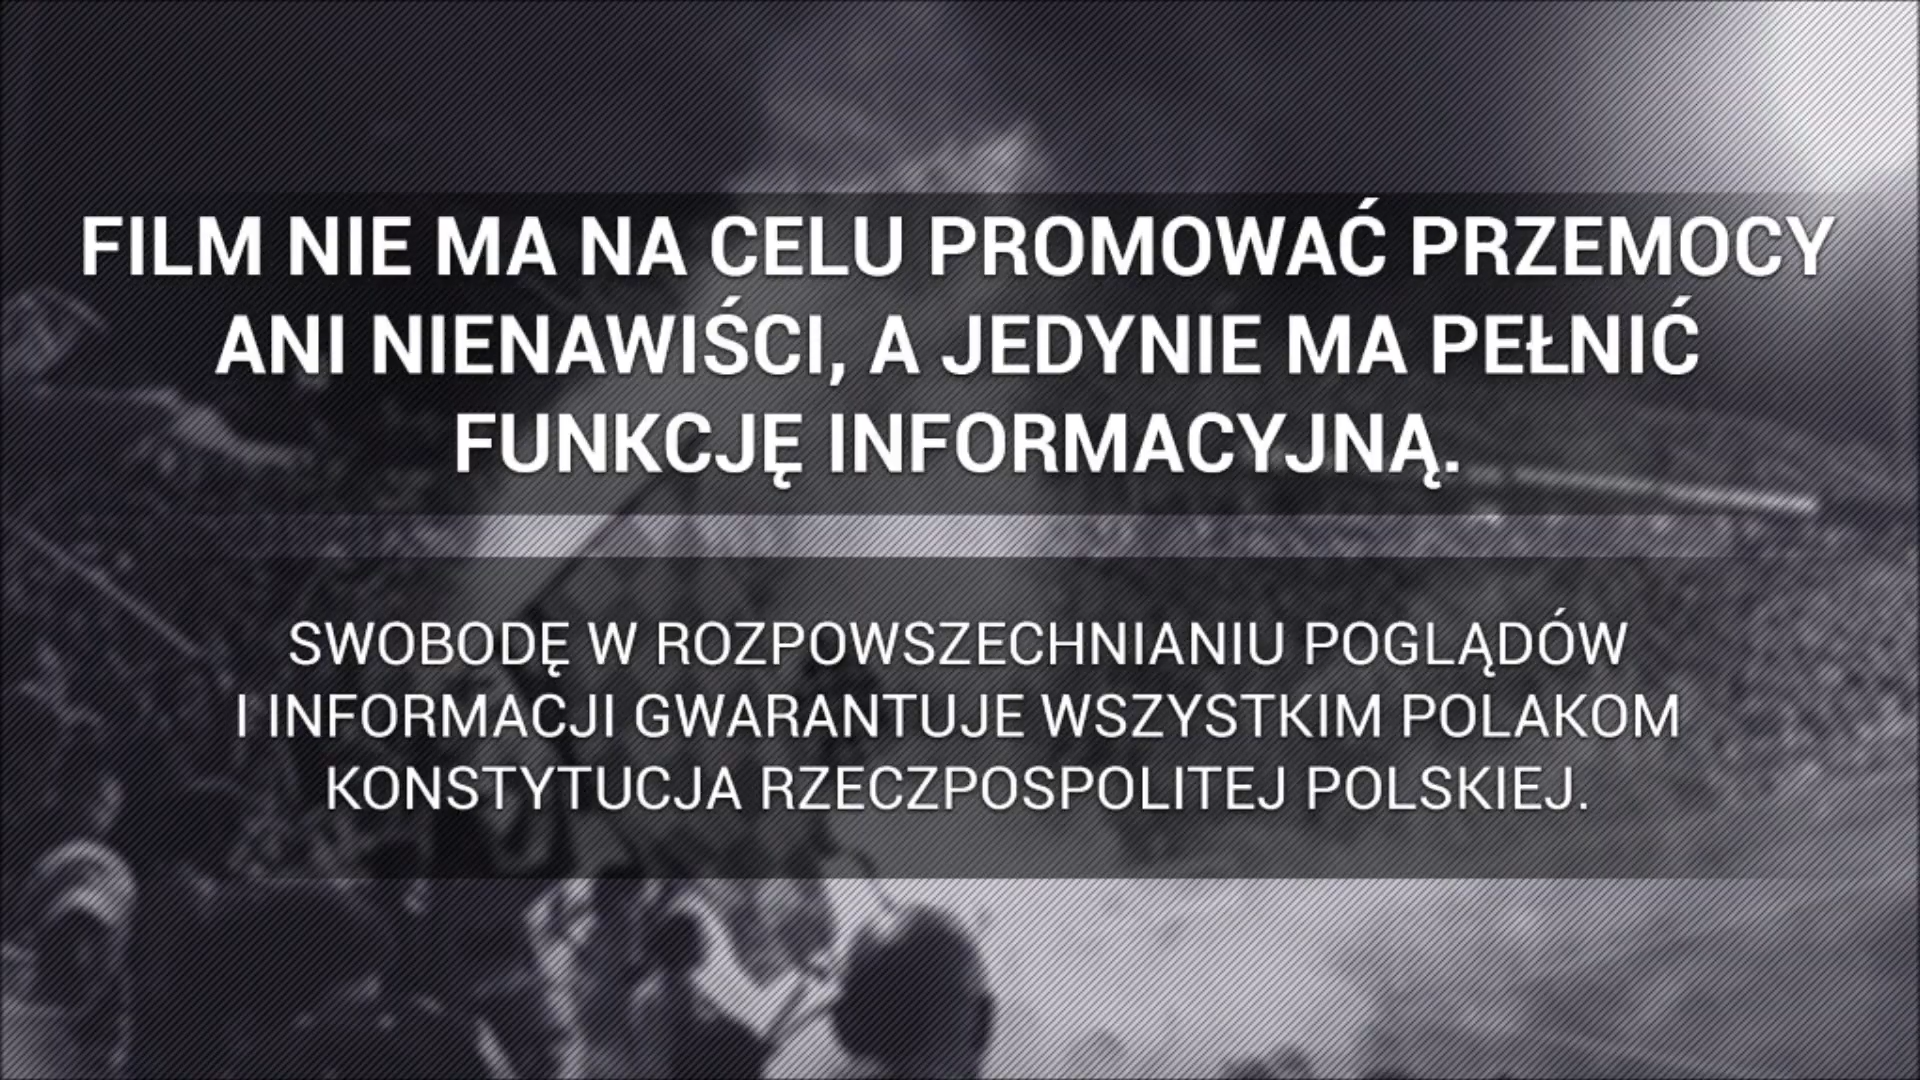 FILM NIE MA NA CELU PROMOWAĆ PRZEMOCY
ANI NIENAWIŚCI, A JEDYNIE MA PEŁNIĆ
FUNKCJĘ INFORMACYJNĄ.
SWOBODĘ W ROZPOWSZECHNIANIU POGLĄDÓW
I INFORMACJI GWARANTUJE WSZYSTKIM POLAKOM
KONSTYTUCJA RZECZPOSPOLITEJ POLSKIEJ.